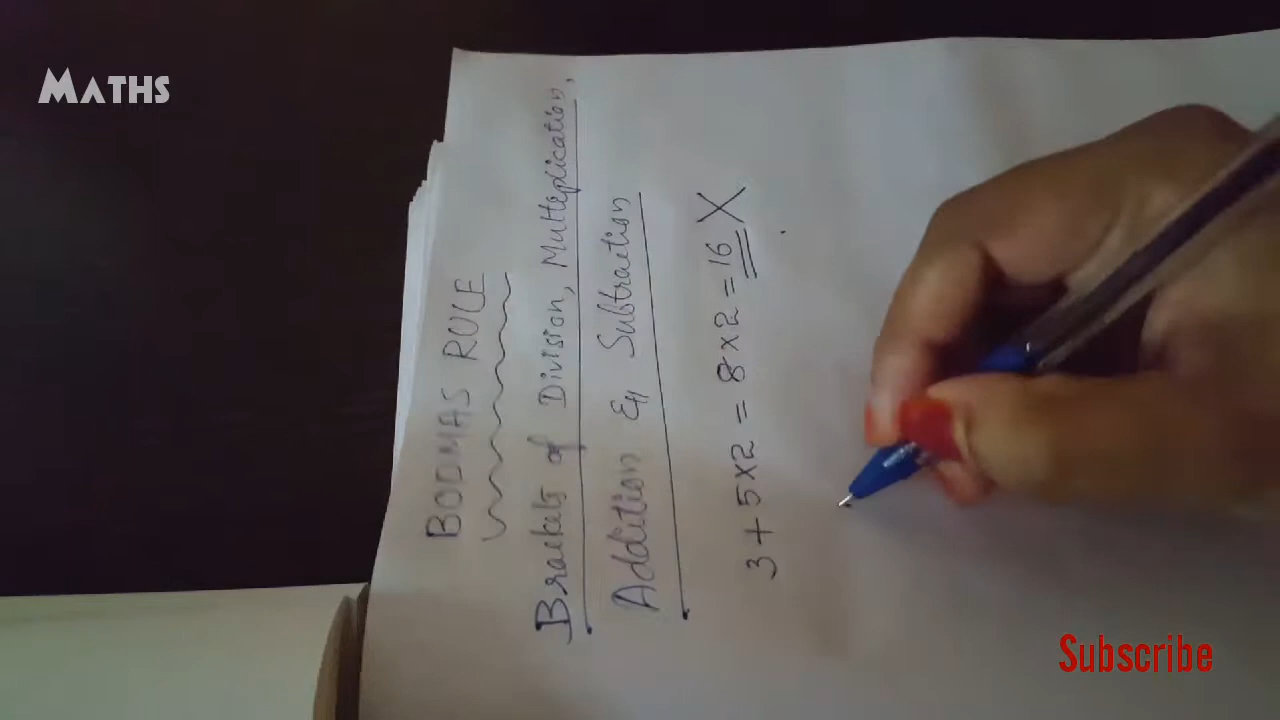 MATHS
BODMAS RULE
Brackets of Division, Multiplication,
Addition & Subtraction
3 + 5 x 2 = 8 x 2 = 16 X
Subscribe